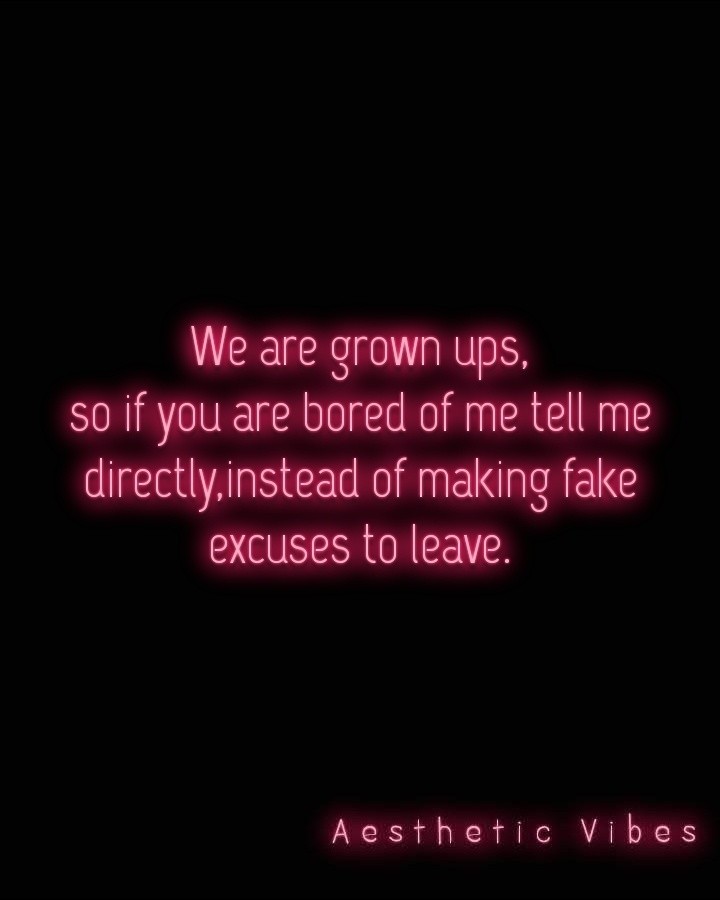 We are grown ups,
so if you are bored of me tell me
directly,instead of making fake
excuses to leave.
Aesthetic Vibes